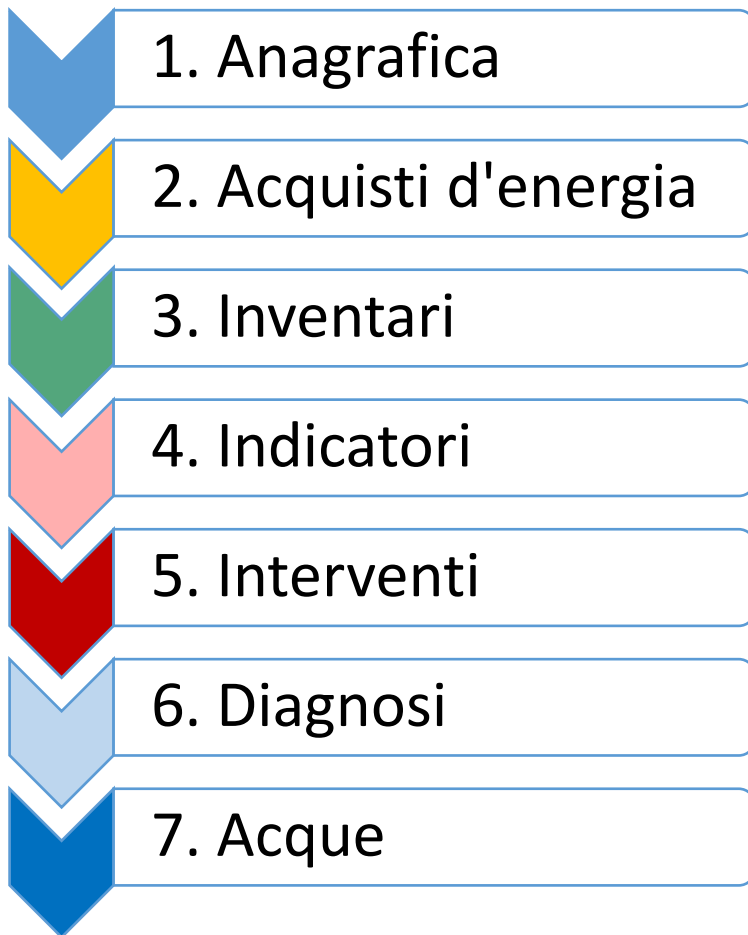 1. Anagrafica
2. Acquisti d'energia
3. Inventari
4. Indicatori
5. Interventi
6. Diagnosi
7. Acque